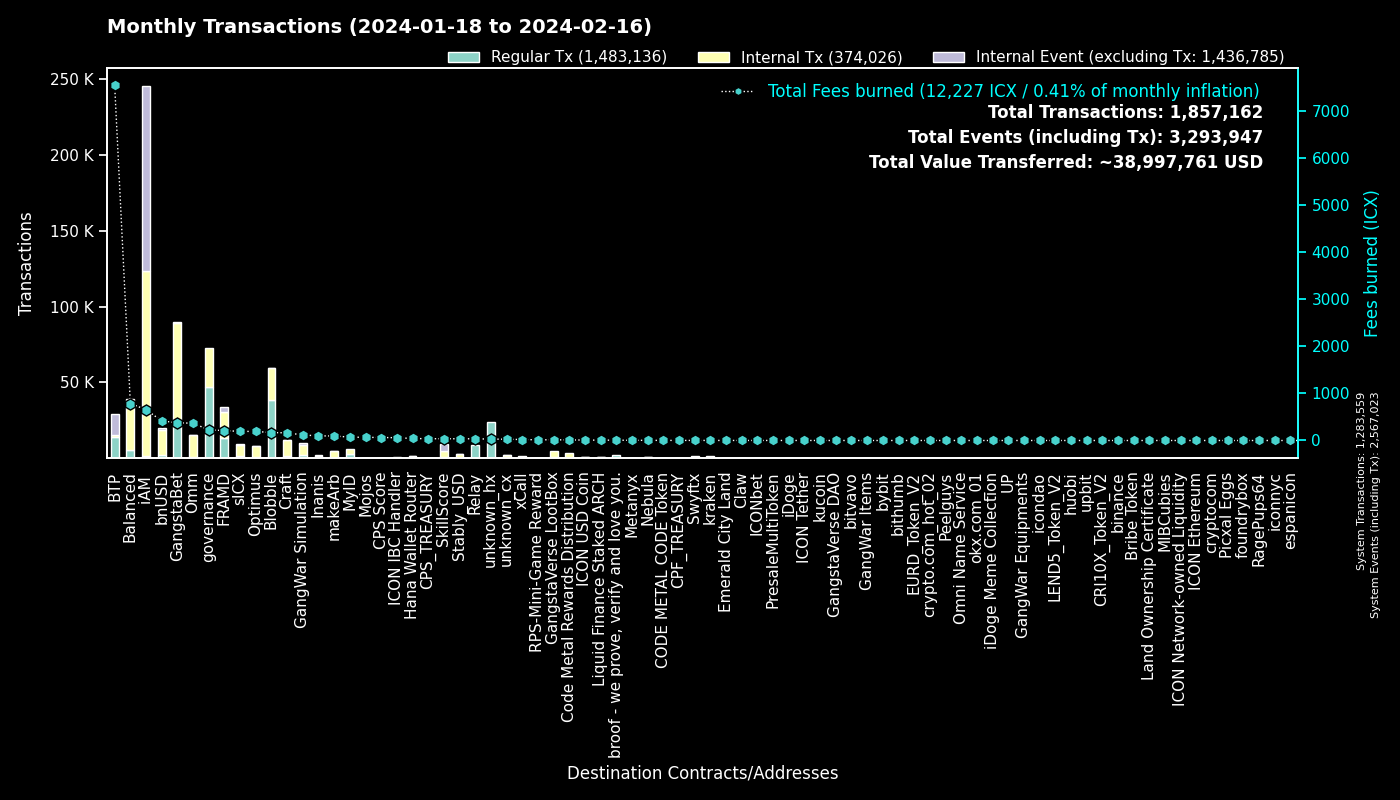 Monthly Transactions (2024-01-18 to 2024-02-16)
Regular Tx (1,483,136)
Internal Tx (374,026)
Internal Event (excluding Tx: 1,436,785)
Total Fees burned (12,227 ICX / 0.41% of monthly inflation)
Total Transactions: 1,857,162
Total Events (including Tx): 3,293,947
Total Value Transferred: ~38,997,761 USD
Transactions
250 K
200 K
150 K
100 K
50 K
7000
6000
5000
4000
3000
2000
1000
0
Fees burned (ICX)
System Transactions: 1,283,559
System Events (including Tx): 2,567,023
BTP
Balanced
iAM
bnUSD
GangstaBet
Omm
governance
FRAMD
sICX
Optimus
Blobble
Craft
GangWar Simulation
Inanis
makeArb
MyID
Mojos
CPS Score
ICON IBC Handler
Hana Wallet Router
CPS_TREASURY
SkillScore
Stably_USD
Relay
unknown_hx
unknown_cx
xCall
RPS-Mini-Game Reward
GangstaVerse LootBox
Code Metal Rewards Distribution
ICON USD Coin
Liquid Finance Staked ARCH
broof - we prove, verify and love you.
Metanyx
Nebula
CODE METAL CODE Token
CPF_TREASURY
Swyftx
kraken
Emerald City Land
Claw
ICONbet
PresaleMultiToken
iDoge
ICON Tether
kucoin
GangstaVerse DAO
bitvavo
GangWar Items
bybit
bithumb
EURD_Token_V2
crypto.com_hot_02
Peelguys
Omni Name Service
okx.com_01
iDoge Meme Collection
UP
GangWar Equipments
icondao
LEND5_Token_V2
huobi
upbit
CRI10X_Token_V2
binance
Bribe Token
Land Ownership Certificate
MIBCubies
ICON Network-owned Liquidity
ICON Ethereum
cryptocom
Picxal Eggs
foundrybox
RagePups64
iconnyc
espanicon
Destination Contracts/Addresses